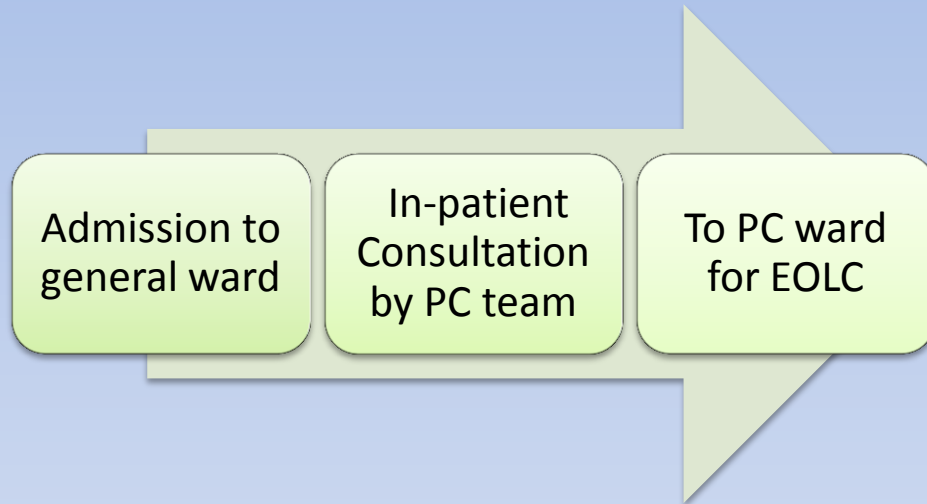 Admission to
general ward
In-patient
Consultation
by PC team
To PC ward
for EOLC